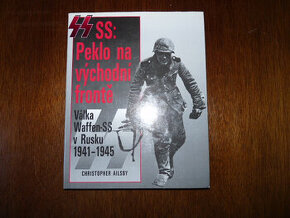 SS:
Peklo na
východní
frontě
Válka
Waffen-SS
v Rusku
1941-1945
CHRISTOPHER AILSBY